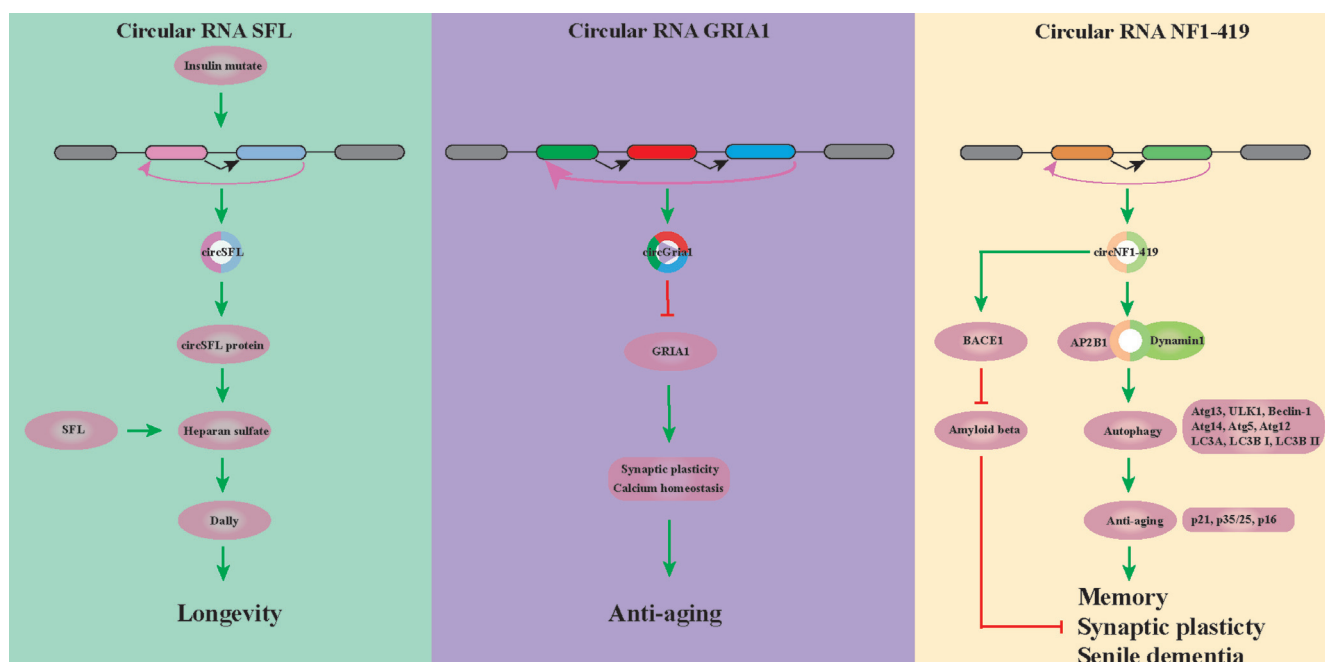 Circular RNA SFL
Insulin mutate
circSFL
circSFL protein
SFL
Heparan sulfate
Dally
Longevity
Circular RNA GRIA1
circGria1
GRIA1
Synaptic plasticity
Calcium homeostasis
Anti-aging
Circular RNA NF1-419
circNF1-419
BACE1
AP2B1
Dynamin1
Amyloid beta
Autophagy
Atg13, ULK1, Beclin-1
Atg14, Atg5, Atg12
LC3A, LC3B I, LC3B II
Anti-aging
p21, p35/25, p16
Memory
Synaptic plasticty
Senile dementia